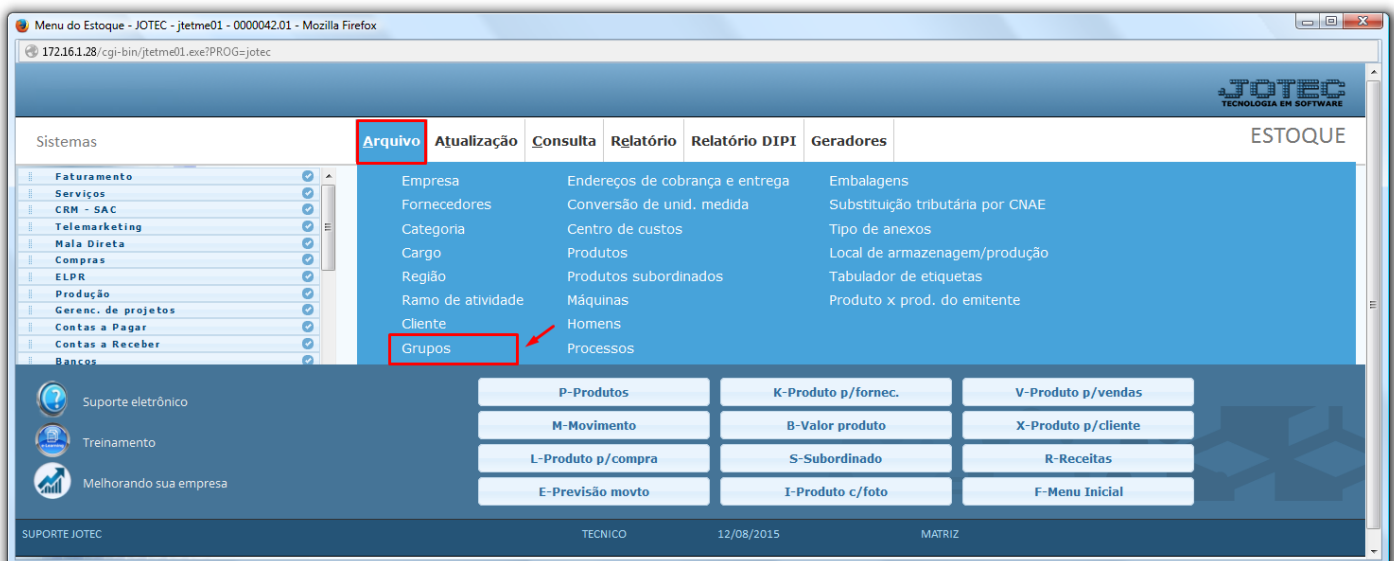 Menu do Estoque - JOTEC - jtetme01 - 0000042.01 - Mozilla Firefox
172.16.1.28/cgi-bin/jtetme01.exe?PROG=jotec
JOTEC
TECNOLOGIA EM SOFTWARE
Sistemas
Arquivo Atualização Consulta Relatório Relatório DIPI Geradores
ESTOQUE
Faturamento
Serviços
CRM - SAC
Telemarketing
Mala Direta
Compras
ELPR
Produção
Gerenc. de projetos
Contas a Pagar
Contas a Receber
Bancos
Empresa
Fornecedores
Categoria
Cargo
Região
Ramo de atividade
Cliente
Grupos
Endereços de cobrança e entrega
Conversão de unid. medida
Centro de custos
Produtos
Produtos subordinados
Máquinas
Homens
Processos
Embalagens
Substituição tributária por CNAE
Tipo de anexos
Local de armazenagem/produção
Tabulador de etiquetas
Produto x prod. do emitente
Suporte eletrônico
Treinamento
Melhorando sua empresa
P-Produtos K-Produto p/fornec. V-Produto p/vendas
M-Movimento B-Valor produto X-Produto p/cliente
L-Produto p/compra S-Subordinado R-Receitas
E-Previsão movto I-Produto c/foto F-Menu Inicial
SUPORTE JOTEC TECNICO 12/08/2015 MATRIZ